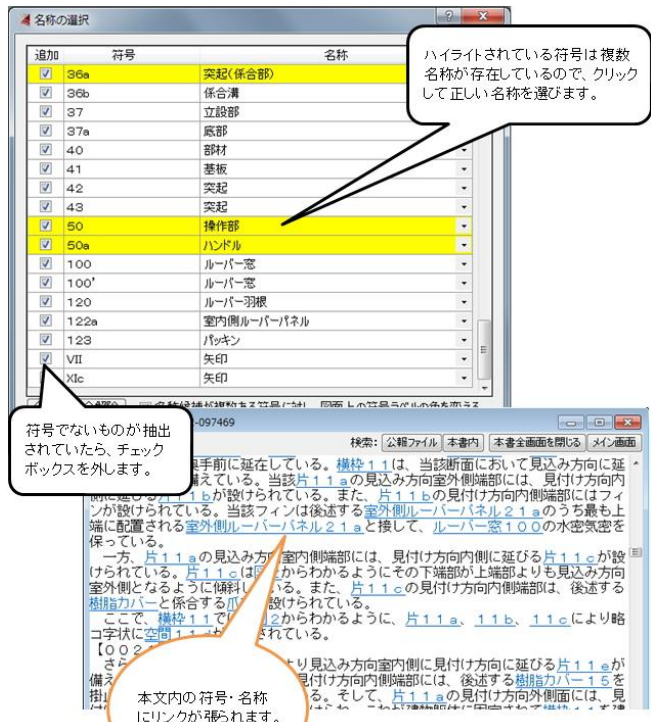 名称の選択
追加 符号 名称
36a 突起(係合部)
36b 係合溝
37 立設部
37a 底部
40 部材
41 基板
42 突起
43 突起
50 操作部
50a ハンドル
100 ルーバー窓
100' ルーバー窓
120 ルーバー羽根
122a 室内側ルーバーパネル
123 パッキン
VII 矢印
XIc 矢印
ハイライトされている符号は複数
名称が存在しているので、クリック
して正しい名称を選びます。
符号でないものが抽出
されていたら、チェック
ボックスを外します。
-097469
検索: 公報ファイル 本書内 本書全画面を閉じる メイン画面
奥手前に延在している。横枠11は、当該断面において見込み方向に延
備えている。当該片11aの見込み方向室外側端部には、見付け方向内
側に延びる片11bが設けられている。また、片11bの見付け方向内側端部にはフィ
ンが設けられている。当該フィンは後述する室外側ルーバーパネル21aのうち最も上
端に配置される室外側ルーバーパネル21aと接して、ルーバー窓100の水密気密を
保っている。
一方、片11aの見込み方向室内側端部には、見付け方向内側に延びる片11cが設
けられている。片11cは からわかるようにその下端部が上端部よりも見込み方向
室外側となるように傾斜し いる。また、片11cの見付け方向内側端部は、後述する
樹脂カバーと係合する爪 設けられている。
ここで、横枠11で 2からわかるように、片11a、11b、11cにより略
コ字状に空間11 されている。
【002
さら より見込み方向室内側に見付け方向に延びる片11eが
備え 見付け方向内側端部には、後述する樹脂カバー15を
掛 る。そして、片11aの見付け方向外側面には、見
本文内の符号・名称
にリンクが張られます。